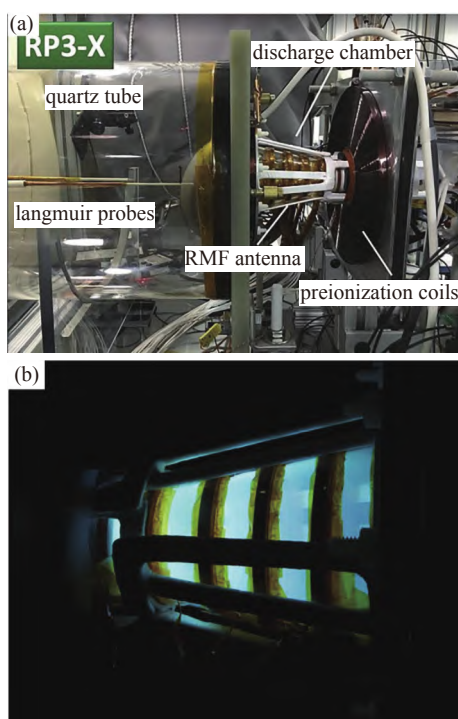 (a)
RP3-X
discharge chamber
quartz tube
langmuir probes
RMF antenna
preionization coils
(b)